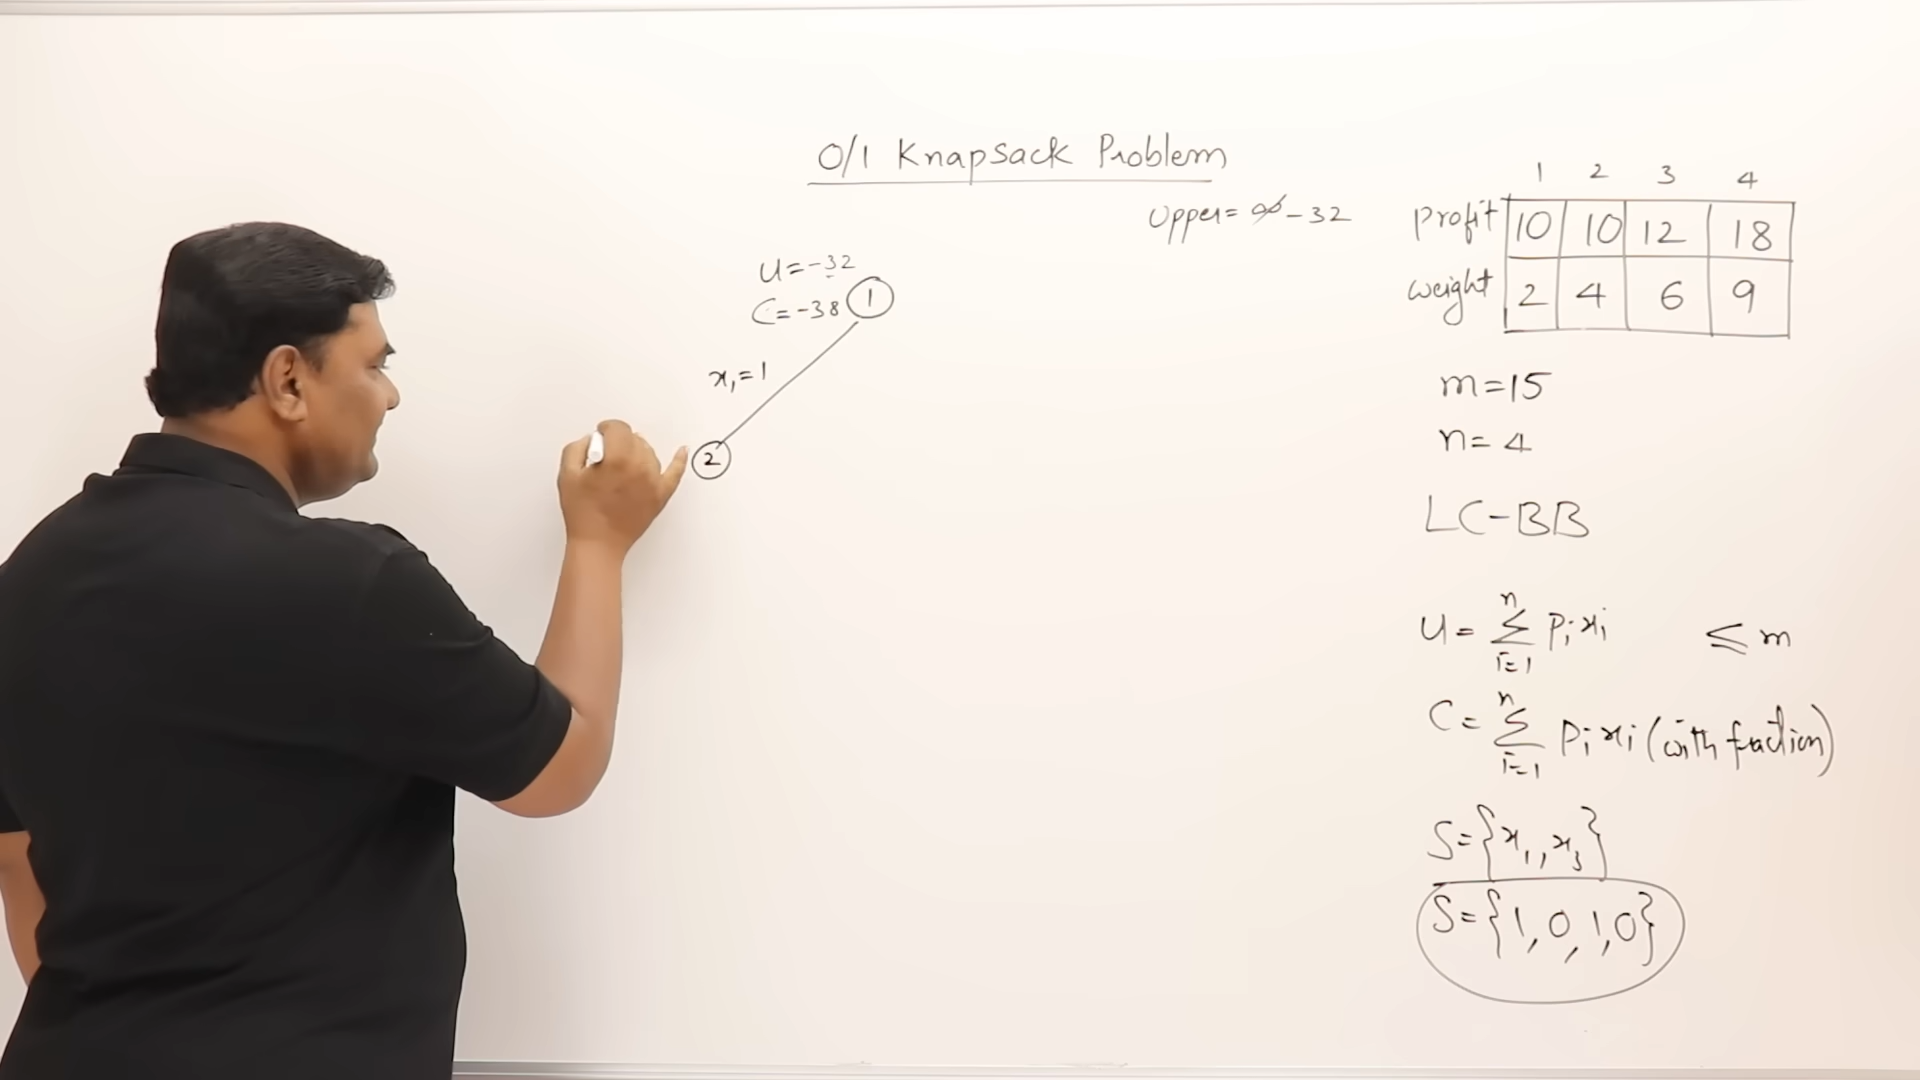 0/1 Knapsack Problem
Upper = ∞ -32
U = -32
C = -38 1
x₁ = 1
2
1 2 3 4
Profit 10 10 12 18
weight 2 4 6 9
m = 15
n = 4
LC-BB
n
U = Σ Pᵢ xᵢ ≤ m
i=1
n
C = Σ Pᵢ xᵢ (with fraction)
i=1
S = {x₁, x₃}
S = {1, 0, 1, 0}